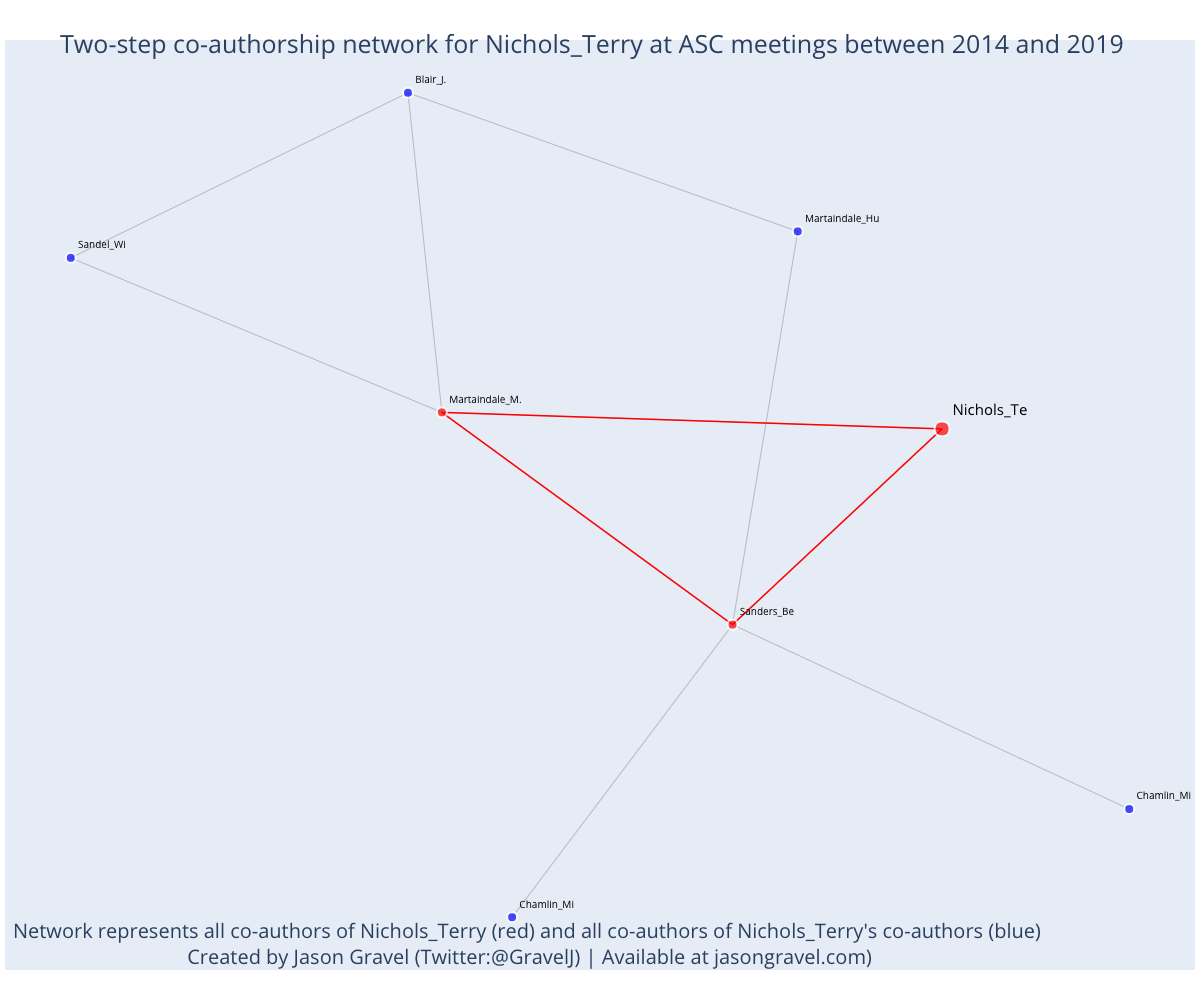 Two-step co-authorship network for Nichols_Terry at ASC meetings between 2014 and 2019
Blair_J.
Martaindale_Hu
Sandel_Wi
Martaindale_M.
Nichols_Te
Sanders_Be
Chamlin_Mi
Chamlin_Mi
Network represents all co-authors of Nichols_Terry (red) and all co-authors of Nichols_Terry's co-authors (blue)
Created by Jason Gravel (Twitter:@GravelJ) | Available at jasongravel.com)